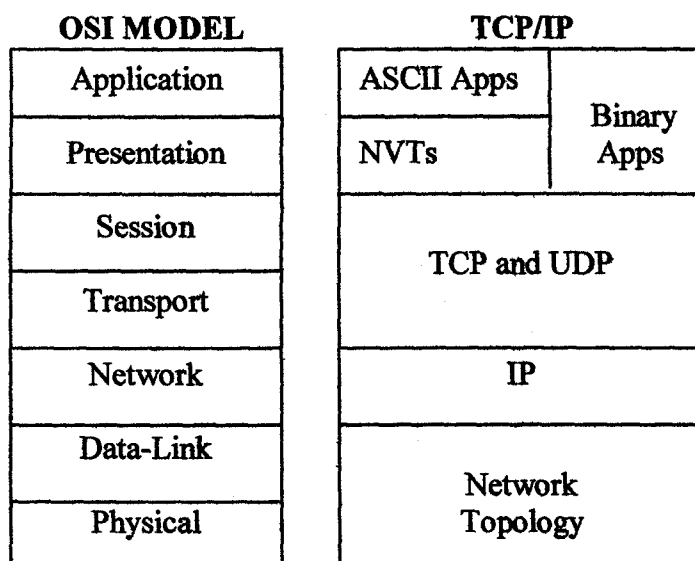 OSI MODEL
Application
Presentation
Session
Transport
Network
Data-Link
Physical
TCP/IP
ASCII Apps
NVTs
Binary
Apps
TCP and UDP
IP
Network
Topology